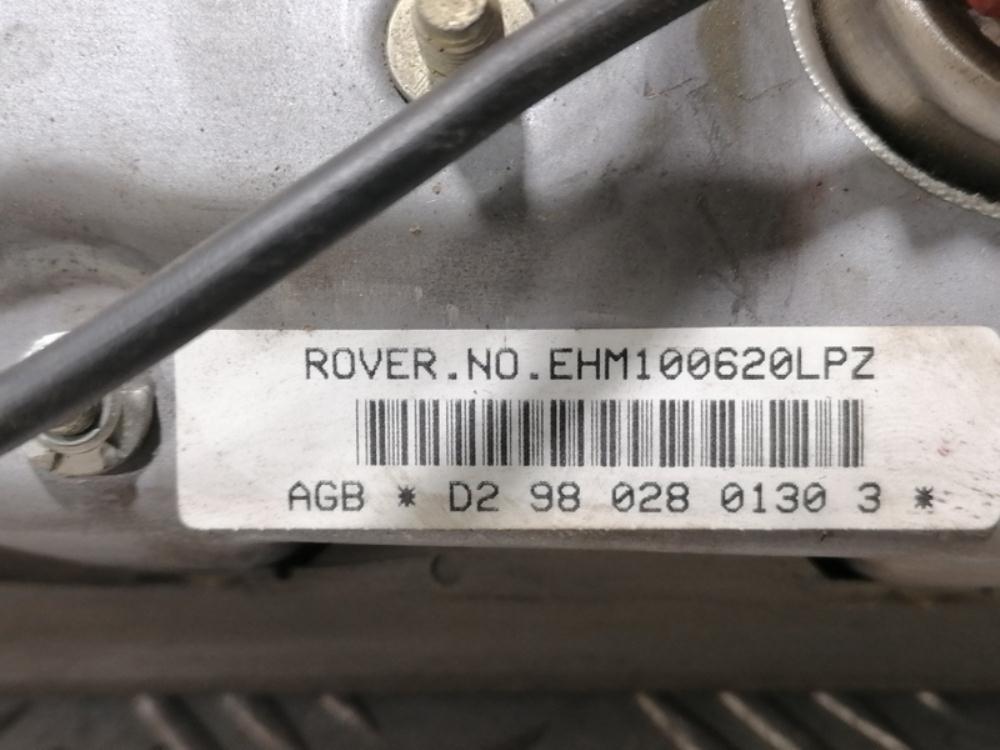 ROVER.NO.EHM100620LPZ
AGB * D2 98 028 0130 3 *